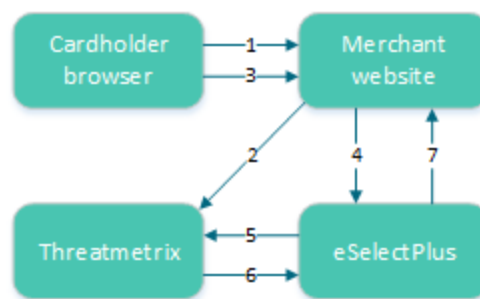 Cardholder
browser
1
3
Merchant
website
2
4
7
Threatmetrix
5
6
eSelectPlus